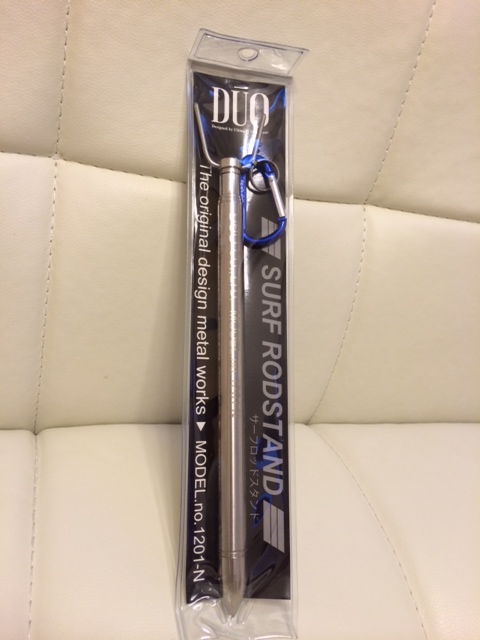 DUO
The original design metal works ▶ MODEL.no.1201-N
SURF RODSTAND
サーフロッドスタンド